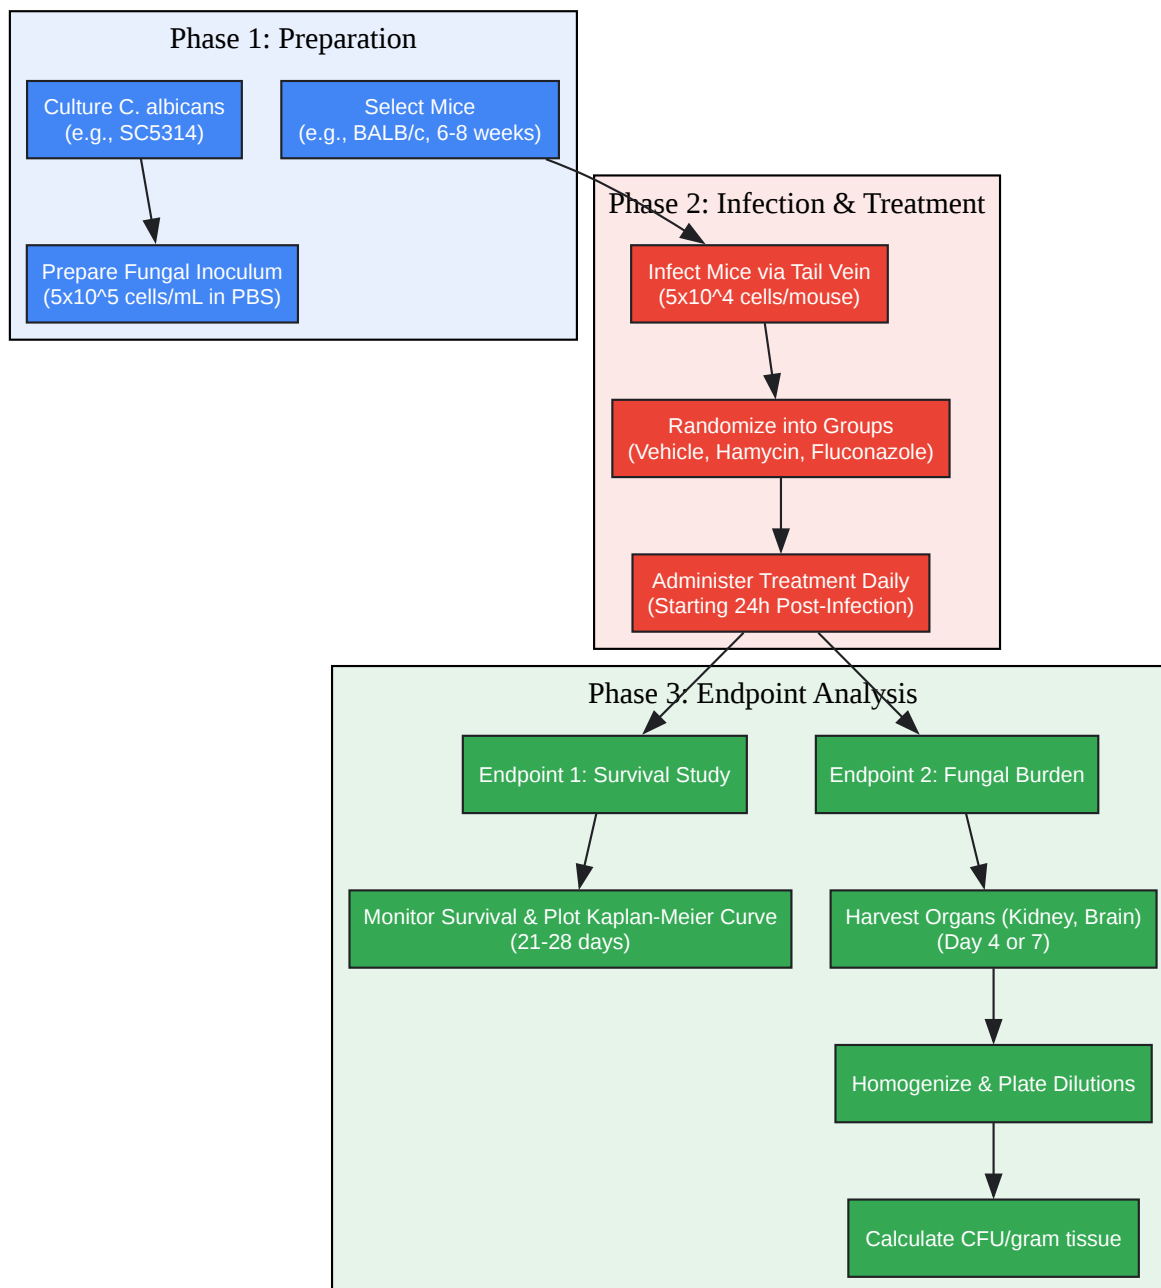 Phase 1: Preparation
Culture C. albicans
(e.g., SC5314)
Select Mice
(e.g., BALB/c, 6-8 weeks)
Prepare Fungal Inoculum
(5x10^5 cells/mL in PBS)
Phase 2: Infection & Treatment
Infect Mice via Tail Vein
(5x10^4 cells/mouse)
Randomize into Groups
(Vehicle, Hamycin, Fluconazole)
Administer Treatment Daily
(Starting 24h Post-Infection)
Phase 3: Endpoint Analysis
Endpoint 1: Survival Study
Endpoint 2: Fungal Burden
Monitor Survival & Plot Kaplan-Meier Curve
(21-28 days)
Harvest Organs (Kidney, Brain)
(Day 4 or 7)
Homogenize & Plate Dilutions
Calculate CFU/gram tissue